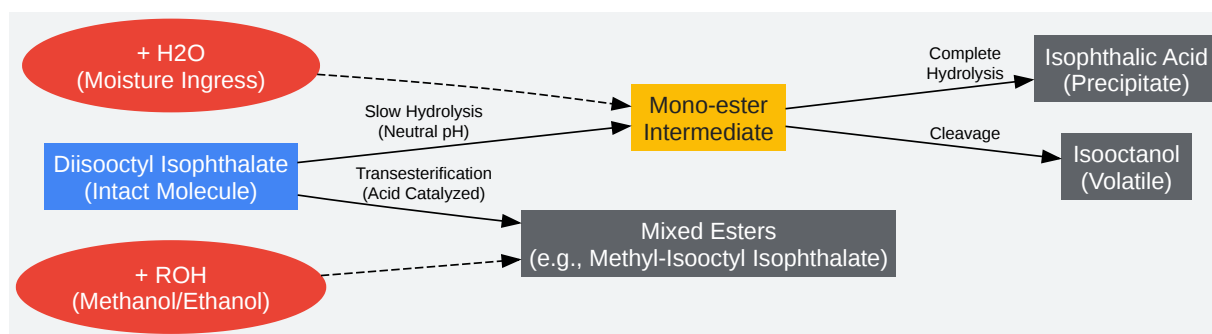 + H2O
(Moisture Ingress)
Diisooctyl Isophthalate
(Intact Molecule)
+ ROH
(Methanol/Ethanol)
Slow Hydrolysis
(Neutral pH)
Transesterification
(Acid Catalyzed)
Mono-ester
Intermediate
Mixed Esters
(e.g., Methyl-Isooctyl Isophthalate)
Complete
Hydrolysis
Cleavage
Isophthalic Acid
(Precipitate)
Isooctanol
(Volatile)